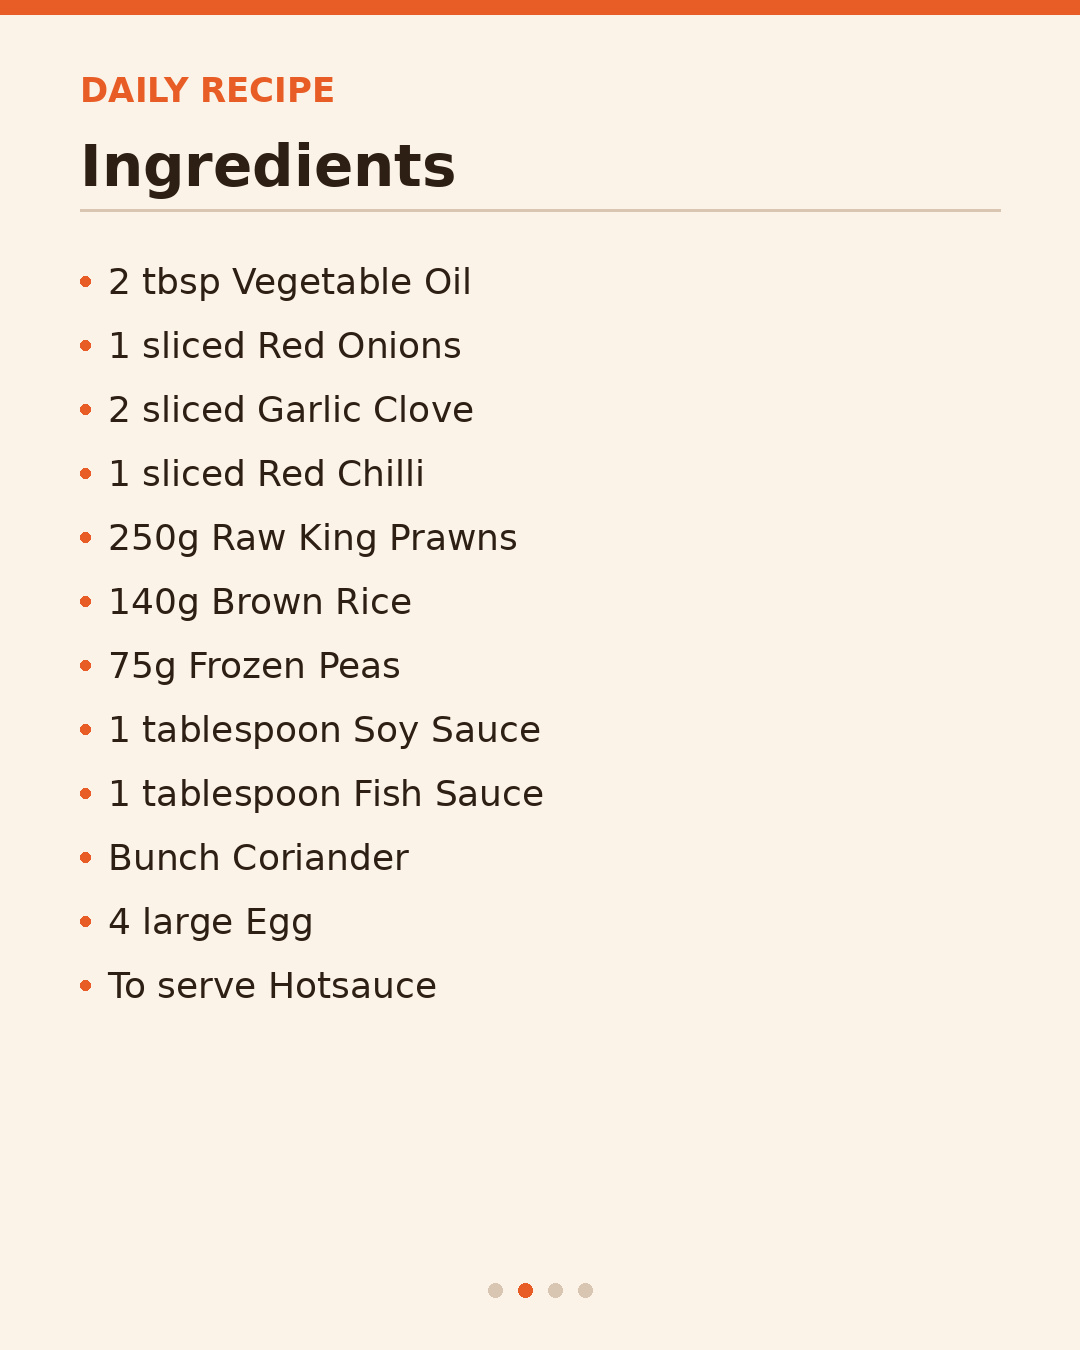 DAILY RECIPE
Ingredients
• 2 tbsp Vegetable Oil
• 1 sliced Red Onions
• 2 sliced Garlic Clove
• 1 sliced Red Chilli
• 250g Raw King Prawns
• 140g Brown Rice
• 75g Frozen Peas
• 1 tablespoon Soy Sauce
• 1 tablespoon Fish Sauce
• Bunch Coriander
• 4 large Egg
• To serve Hotsauce